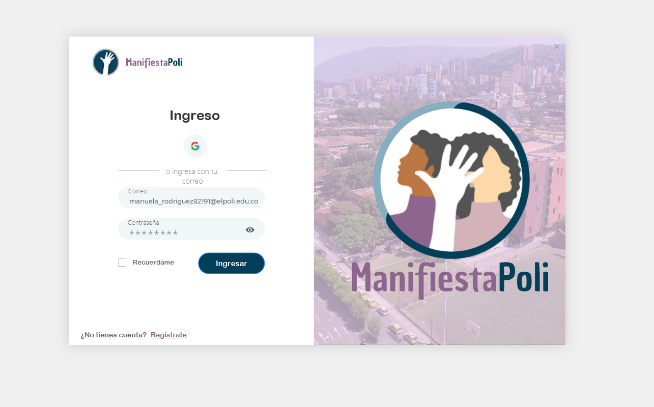 ManifiestaPoli
Ingreso
o ingresa con tu
correo
Correo
manuela_rodriguez82191@elpoli.edu.co
Contraseña
********
Recuerdame
Ingresar
¿No tienes cuenta? Registrate
ManifiestaPoli